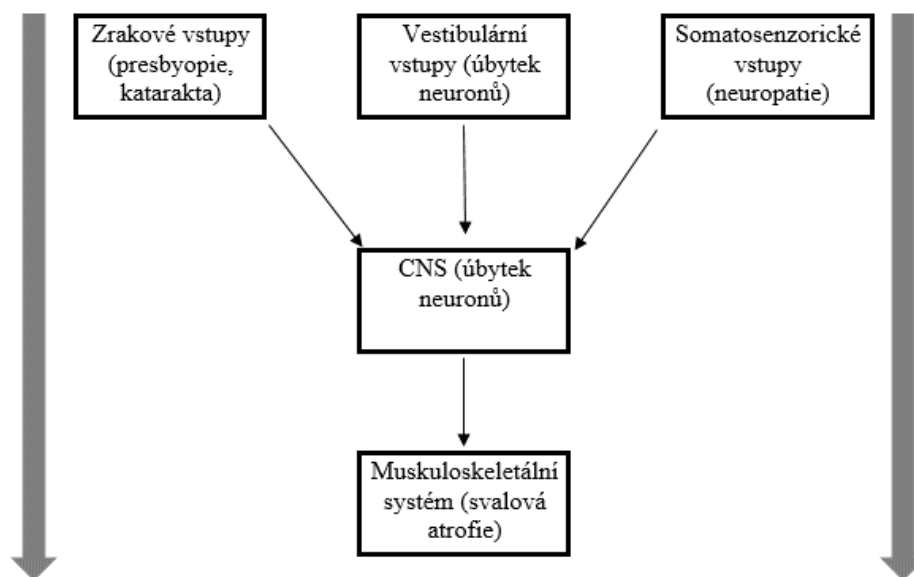 Zrakové vstupy
(presbyopie,
katarakta)
Vestibulární
vstupy (úbytek
neuronů)
Somatosenzorické
vstupy
(neuropatie)
CNS (úbytek
neuronů)
Muskuloskeletální
systém (svalová
atrofie)